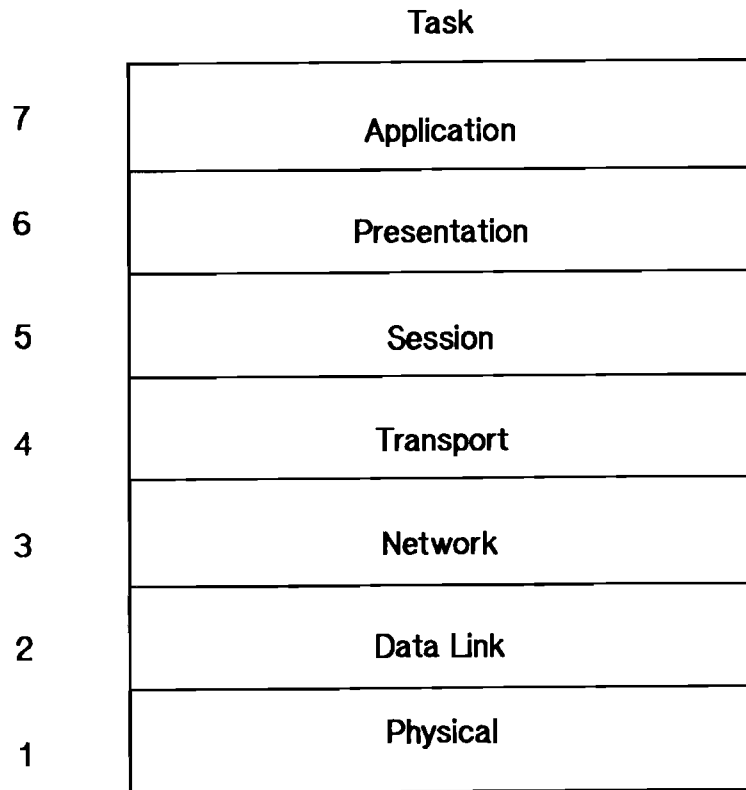 Task
7 Application
6 Presentation
5 Session
4 Transport
3 Network
2 Data Link
1 Physical